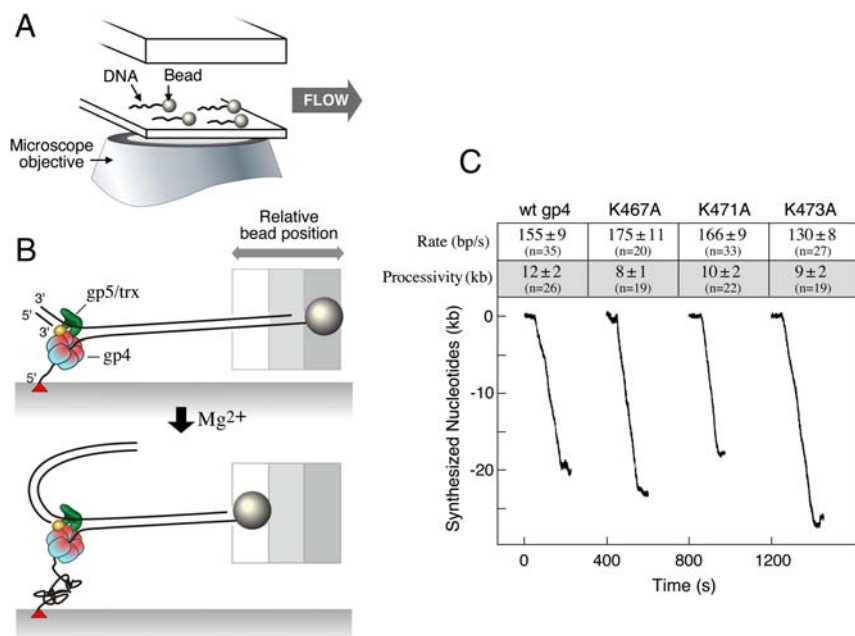 A
DNA
Bead
FLOW
Microscope
objective
B
Relative
bead position
gp5/trx
3'
5'
3'
gp4
5'
Mg2+
C
wt gp4 K467A K471A K473A
Rate (bp/s) 155±9 175±11 166±9 130±8
(n=35) (n=20) (n=33) (n=27)
Processivity (kb) 12±2 8±1 10±2 9±2
(n=26) (n=19) (n=22) (n=19)
Synthesized Nucleotides (kb)
0
-10
-20
0 400 800 1200
Time (s)